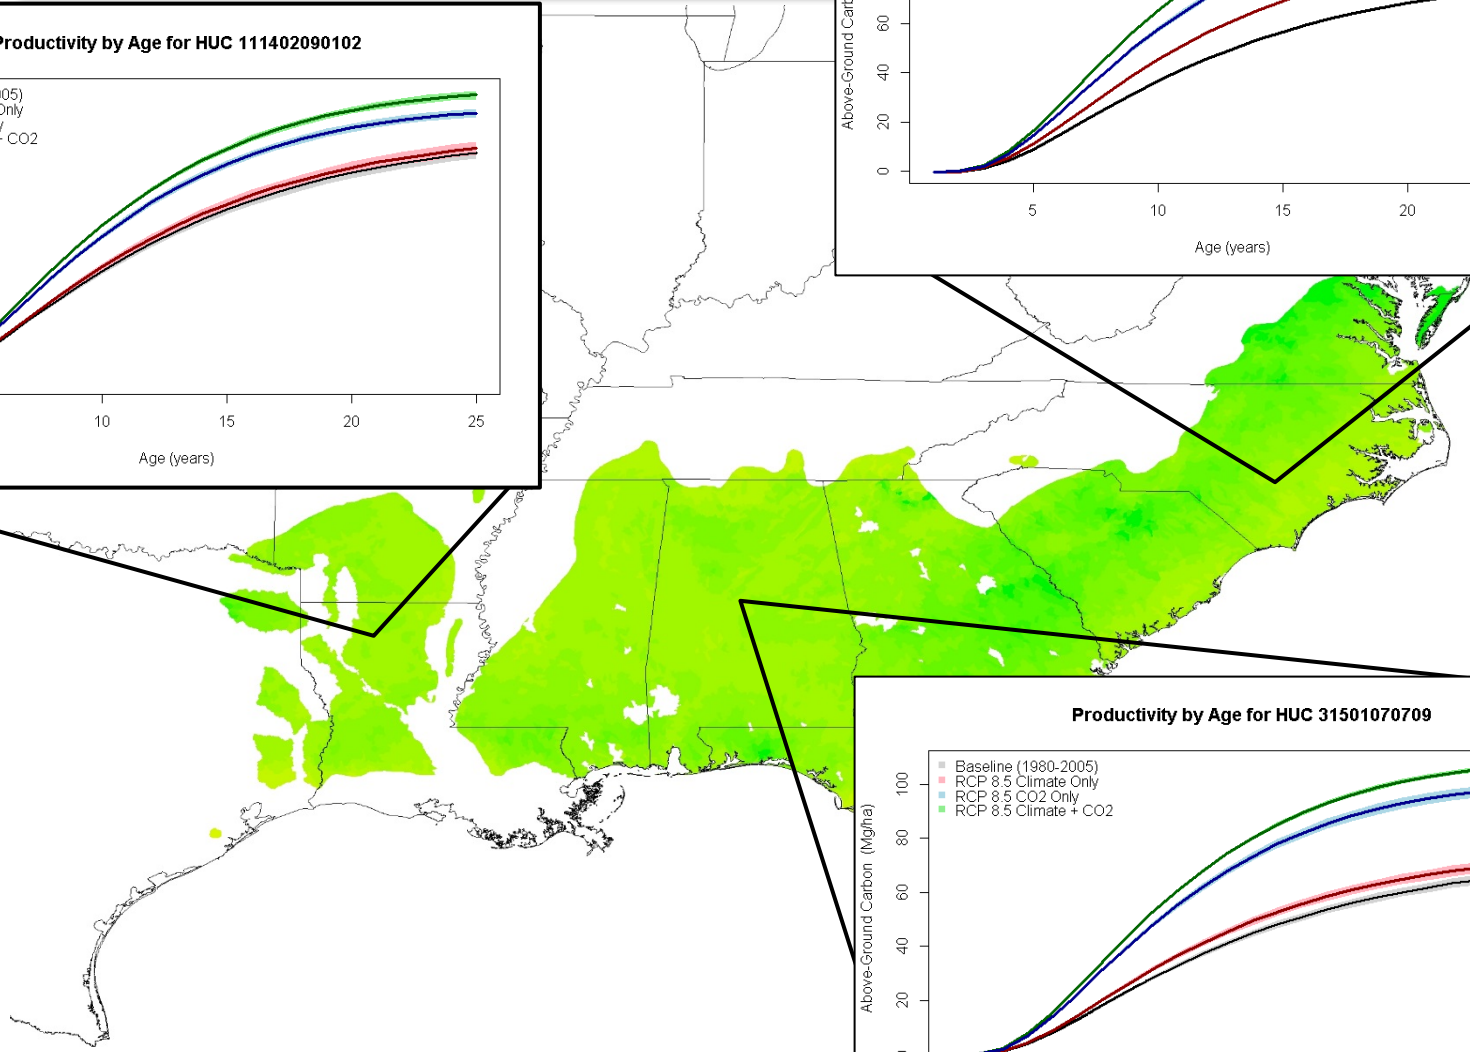 Productivity by Age for HUC 111402090102
05)
Only
+ CO2
10 15 20 25
Age (years)
Above-Ground Carb
60
40
20
0
5 10 15 20
Age (years)
Productivity by Age for HUC 31501070709
Baseline (1980-2005)
RCP 8.5 Climate Only
RCP 8.5 CO2 Only
RCP 8.5 Climate + CO2
Above-Ground Carbon (Mg/ha)
100
80
60
40
20